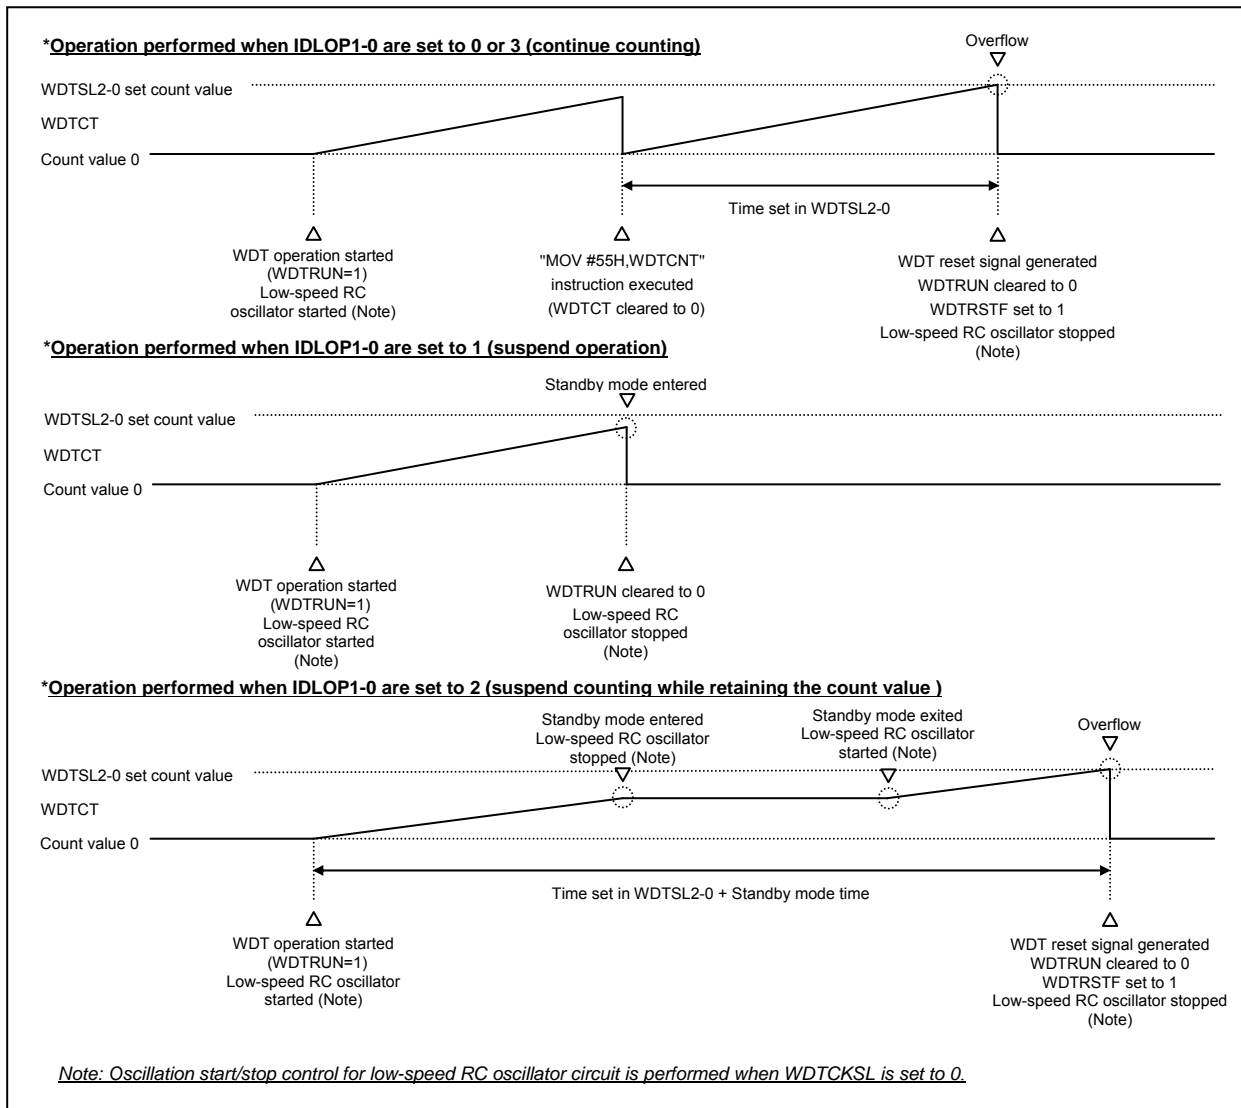 *Operation performed when IDLOP1-0 are set to 0 or 3 (continue counting)
Overflow
WDTSL2-0 set count value
WDTCT
Count value 0
Time set in WDTSL2-0
WDT operation started
(WDTRUN=1)
Low-speed RC
oscillator started (Note)
"MOV #55H,WDTCNT"
instruction executed
(WDTCT cleared to 0)
WDT reset signal generated
WDTRUN cleared to 0
WDTRSTF set to 1
Low-speed RC oscillator stopped
(Note)
*Operation performed when IDLOP1-0 are set to 1 (suspend operation)
Standby mode entered
WDTSL2-0 set count value
WDTCT
Count value 0
WDT operation started
(WDTRUN=1)
Low-speed RC
oscillator started
(Note)
WDTRUN cleared to 0
Low-speed RC
oscillator stopped
(Note)
*Operation performed when IDLOP1-0 are set to 2 (suspend counting while retaining the count value )
Standby mode entered
Low-speed RC oscillator
stopped (Note)
Standby mode exited
Low-speed RC oscillator
started (Note)
Overflow
WDTSL2-0 set count value
WDTCT
Count value 0
Time set in WDTSL2-0 + Standby mode time
WDT operation started
(WDTRUN=1)
Low-speed RC oscillator
started (Note)
WDT reset signal generated
WDTRUN cleared to 0
WDTRSTF set to 1
Low-speed RC oscillator stopped
(Note)
Note: Oscillation start/stop control for low-speed RC oscillator circuit is performed when WDTCKSL is set to 0.